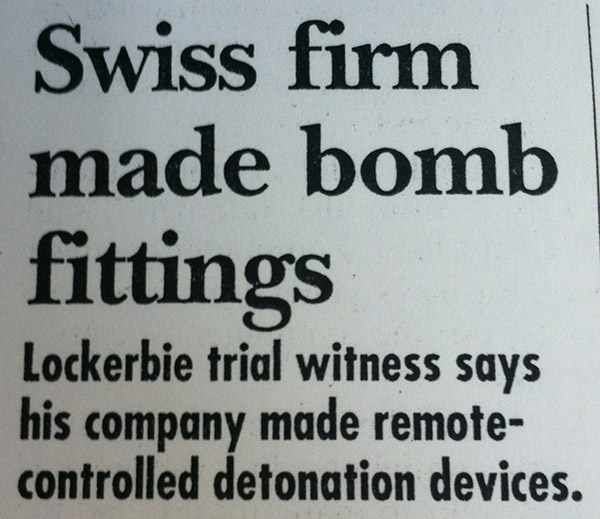 Swiss firm
made bomb
fittings
Lockerbie trial witness says
his company made remote-
controlled detonation devices.